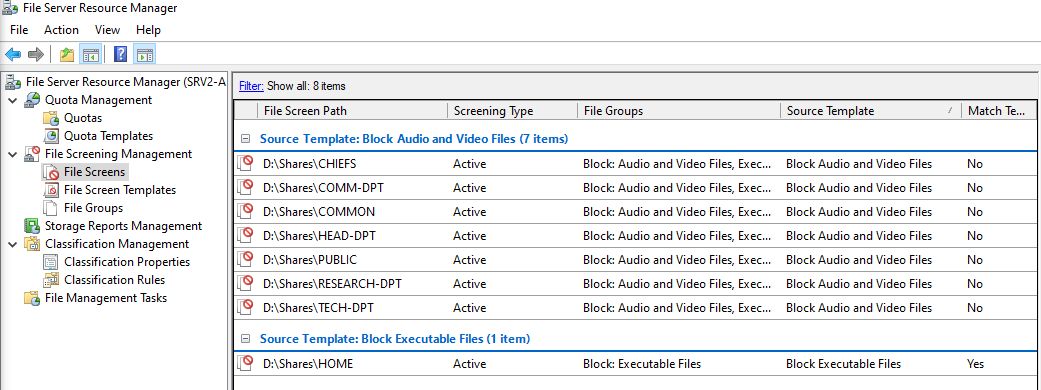 File Server Resource Manager
File Action View Help
File Server Resource Manager (SRV2-A
Quota Management
Quotas
Quota Templates
File Screening Management
File Screens
File Screen Templates
File Groups
Storage Reports Management
Classification Management
Classification Properties
Classification Rules
File Management Tasks
Filter: Show all: 8 items
File Screen Path Screening Type File Groups Source Template Match Te...
Source Template: Block Audio and Video Files (7 items)
D:\Shares\CHIEFS Active Block: Audio and Video Files, Exec... Block Audio and Video Files No
D:\Shares\COMM-DPT Active Block: Audio and Video Files, Exec... Block Audio and Video Files No
D:\Shares\COMMON Active Block: Audio and Video Files, Exec... Block Audio and Video Files No
D:\Shares\HEAD-DPT Active Block: Audio and Video Files, Exec... Block Audio and Video Files No
D:\Shares\PUBLIC Active Block: Audio and Video Files, Exec... Block Audio and Video Files No
D:\Shares\RESEARCH-DPT Active Block: Audio and Video Files, Exec... Block Audio and Video Files No
D:\Shares\TECH-DPT Active Block: Audio and Video Files, Exec... Block Audio and Video Files No
Source Template: Block Executable Files (1 item)
D:\Shares\HOME Active Block: Executable Files Block Executable Files Yes